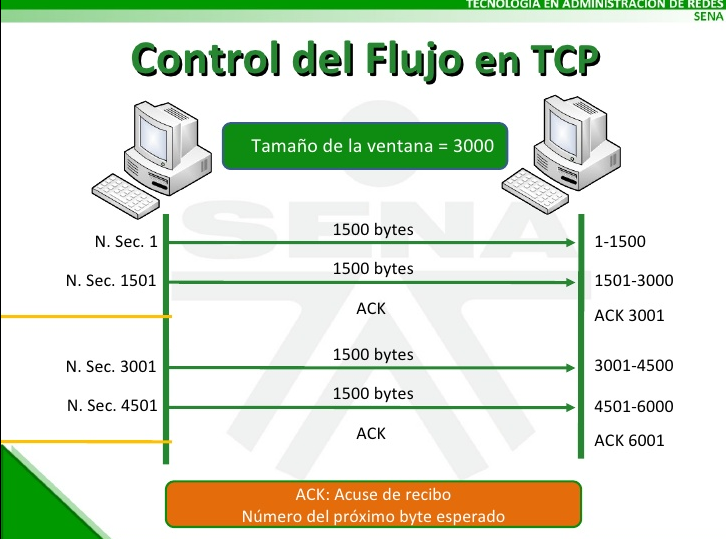 TECNOLOGÍA EN ADMINISTRACIÓN DE REDES
SENA
Control del Flujo en TCP
Tamaño de la ventana = 3000
SENA
N. Sec. 1 1500 bytes 1-1500
N. Sec. 1501 1500 bytes 1501-3000
ACK ACK 3001
N. Sec. 3001 1500 bytes 3001-4500
N. Sec. 4501 1500 bytes 4501-6000
ACK ACK 6001
ACK: Acuse de recibo
Número del próximo byte esperado